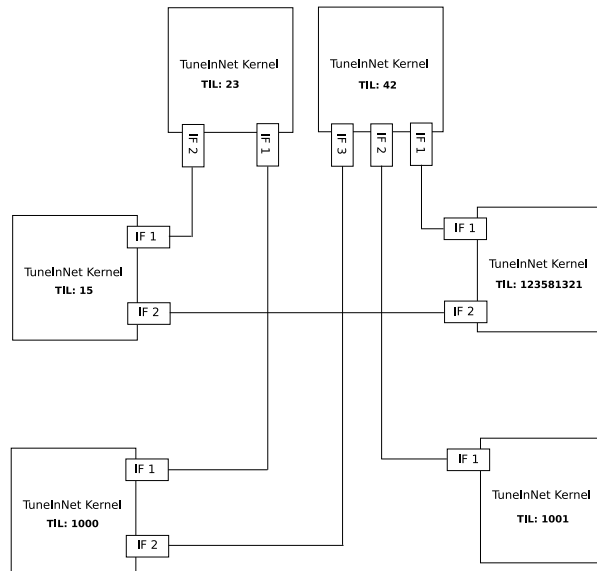 TuneInNet Kernel
TIL: 23
IF 2
IF 1
TuneInNet Kernel
TIL: 42
IF 3
IF 2
IF 1
TuneInNet Kernel
TIL: 15
IF 1
IF 2
IF 1
TuneInNet Kernel
TIL: 123581321
IF 2
TuneInNet Kernel
TIL: 1000
IF 1
IF 2
IF 1
TuneInNet Kernel
TIL: 1001